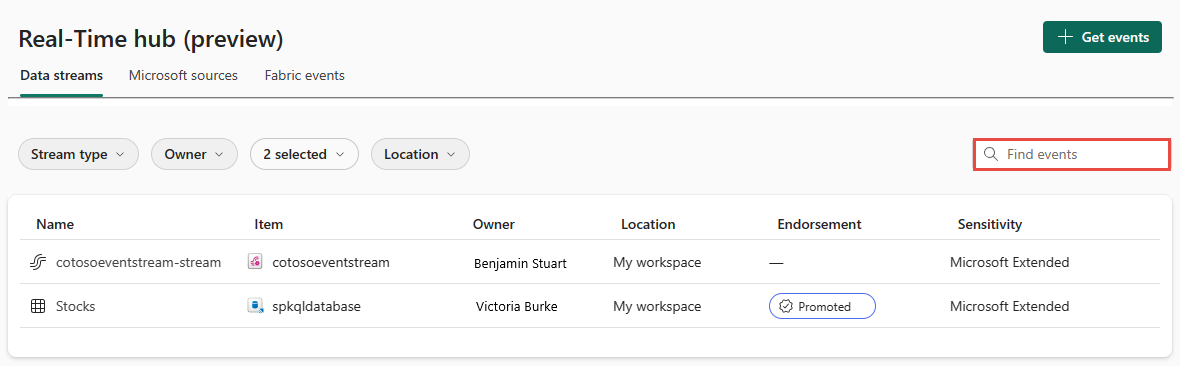 Real-Time hub (preview)
Get events
Data streams Microsoft sources Fabric events
Stream type Owner 2 selected Location Find events
Name Item Owner Location Endorsement Sensitivity
cotosoeventstream-stream cotosoeventstream Benjamin Stuart My workspace — Microsoft Extended
Stocks spkqldatabase Victoria Burke My workspace Promoted Microsoft Extended